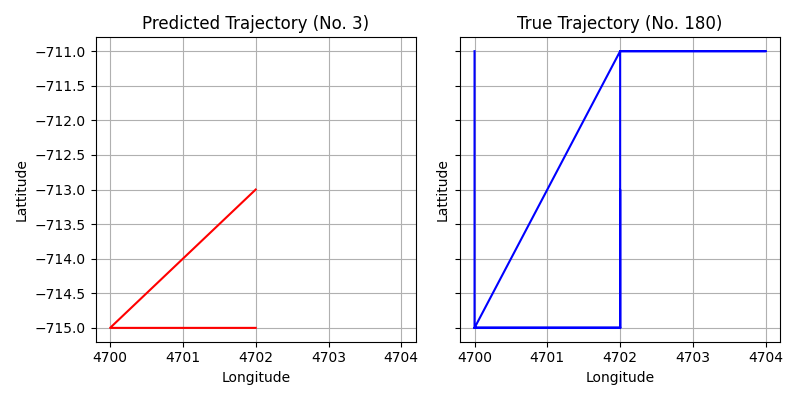 Predicted Trajectory (No. 3)
−711.0
−711.5
−712.0
−712.5
−713.0
−713.5
−714.0
−714.5
−715.0
Lattitude
4700 4701 4702 4703 4704
Longitude
True Trajectory (No. 180)
Lattitude
4700 4701 4702 4703 4704
Longitude